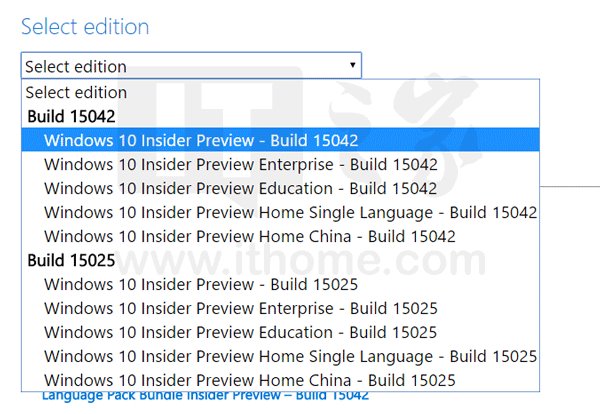 Select edition
Select edition
Select edition
Build 15042
Windows 10 Insider Preview - Build 15042
Windows 10 Insider Preview Enterprise - Build 15042
Windows 10 Insider Preview Education - Build 15042
Windows 10 Insider Preview Home Single Language - Build 15042
Windows 10 Insider Preview Home China - Build 15042
Build 15025
www.ithome.com
Windows 10 Insider Preview - Build 15025
Windows 10 Insider Preview Enterprise - Build 15025
Windows 10 Insider Preview Education - Build 15025
Windows 10 Insider Preview Home Single Language - Build 15025
Windows 10 Insider Preview Home China - Build 15025
Language Pack Bundle Insider Preview – Build 15042